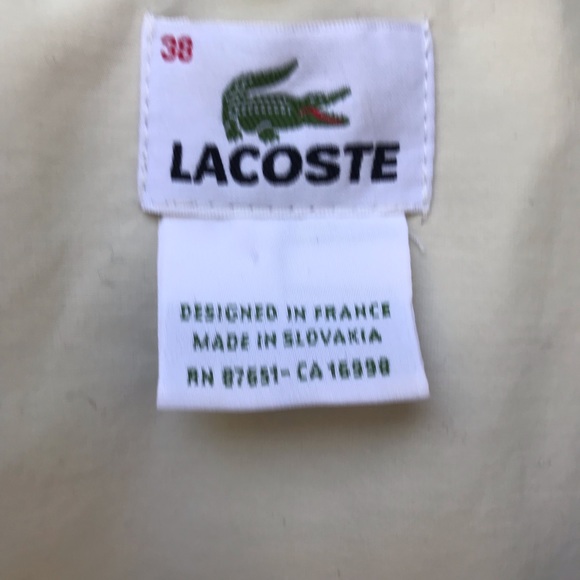 38
LACOSTE
DESIGNED IN FRANCE
MADE IN SLOVAKIA
RN 87651- CA 16998